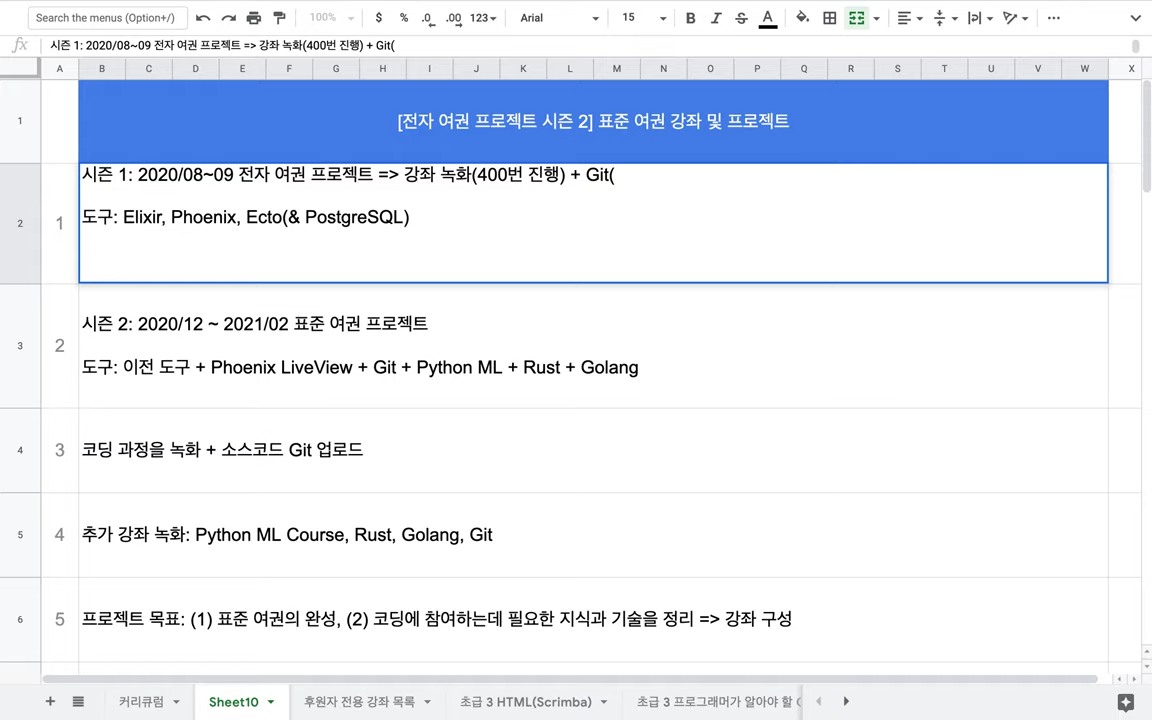 Search the menus (Option+/)
100%
$ % .0 .00 123
Arial
15
B I S A
fx 시즌 1: 2020/08~09 전자 여권 프로젝트 => 강좌 녹화(400번 진행) + Git(
A B C D E F G H I J K L M N O P Q R S T U V W X
1
[전자 여권 프로젝트 시즌 2] 표준 여권 강좌 및 프로젝트
시즌 1: 2020/08~09 전자 여권 프로젝트 => 강좌 녹화(400번 진행) + Git(
2 1
도구: Elixir, Phoenix, Ecto(& PostgreSQL)
시즌 2: 2020/12 ~ 2021/02 표준 여권 프로젝트
3 2
도구: 이전 도구 + Phoenix LiveView + Git + Python ML + Rust + Golang
4 3 코딩 과정을 녹화 + 소스코드 Git 업로드
5 4 추가 강좌 녹화: Python ML Course, Rust, Golang, Git
6 5 프로젝트 목표: (1) 표준 여권의 완성, (2) 코딩에 참여하는데 필요한 지식과 기술을 정리 => 강좌 구성
커리큘럼 Sheet10 후원자 전용 강좌 목록 초급 3 HTML(Scrimba) 초급 3 프로그래머가 알아야 할